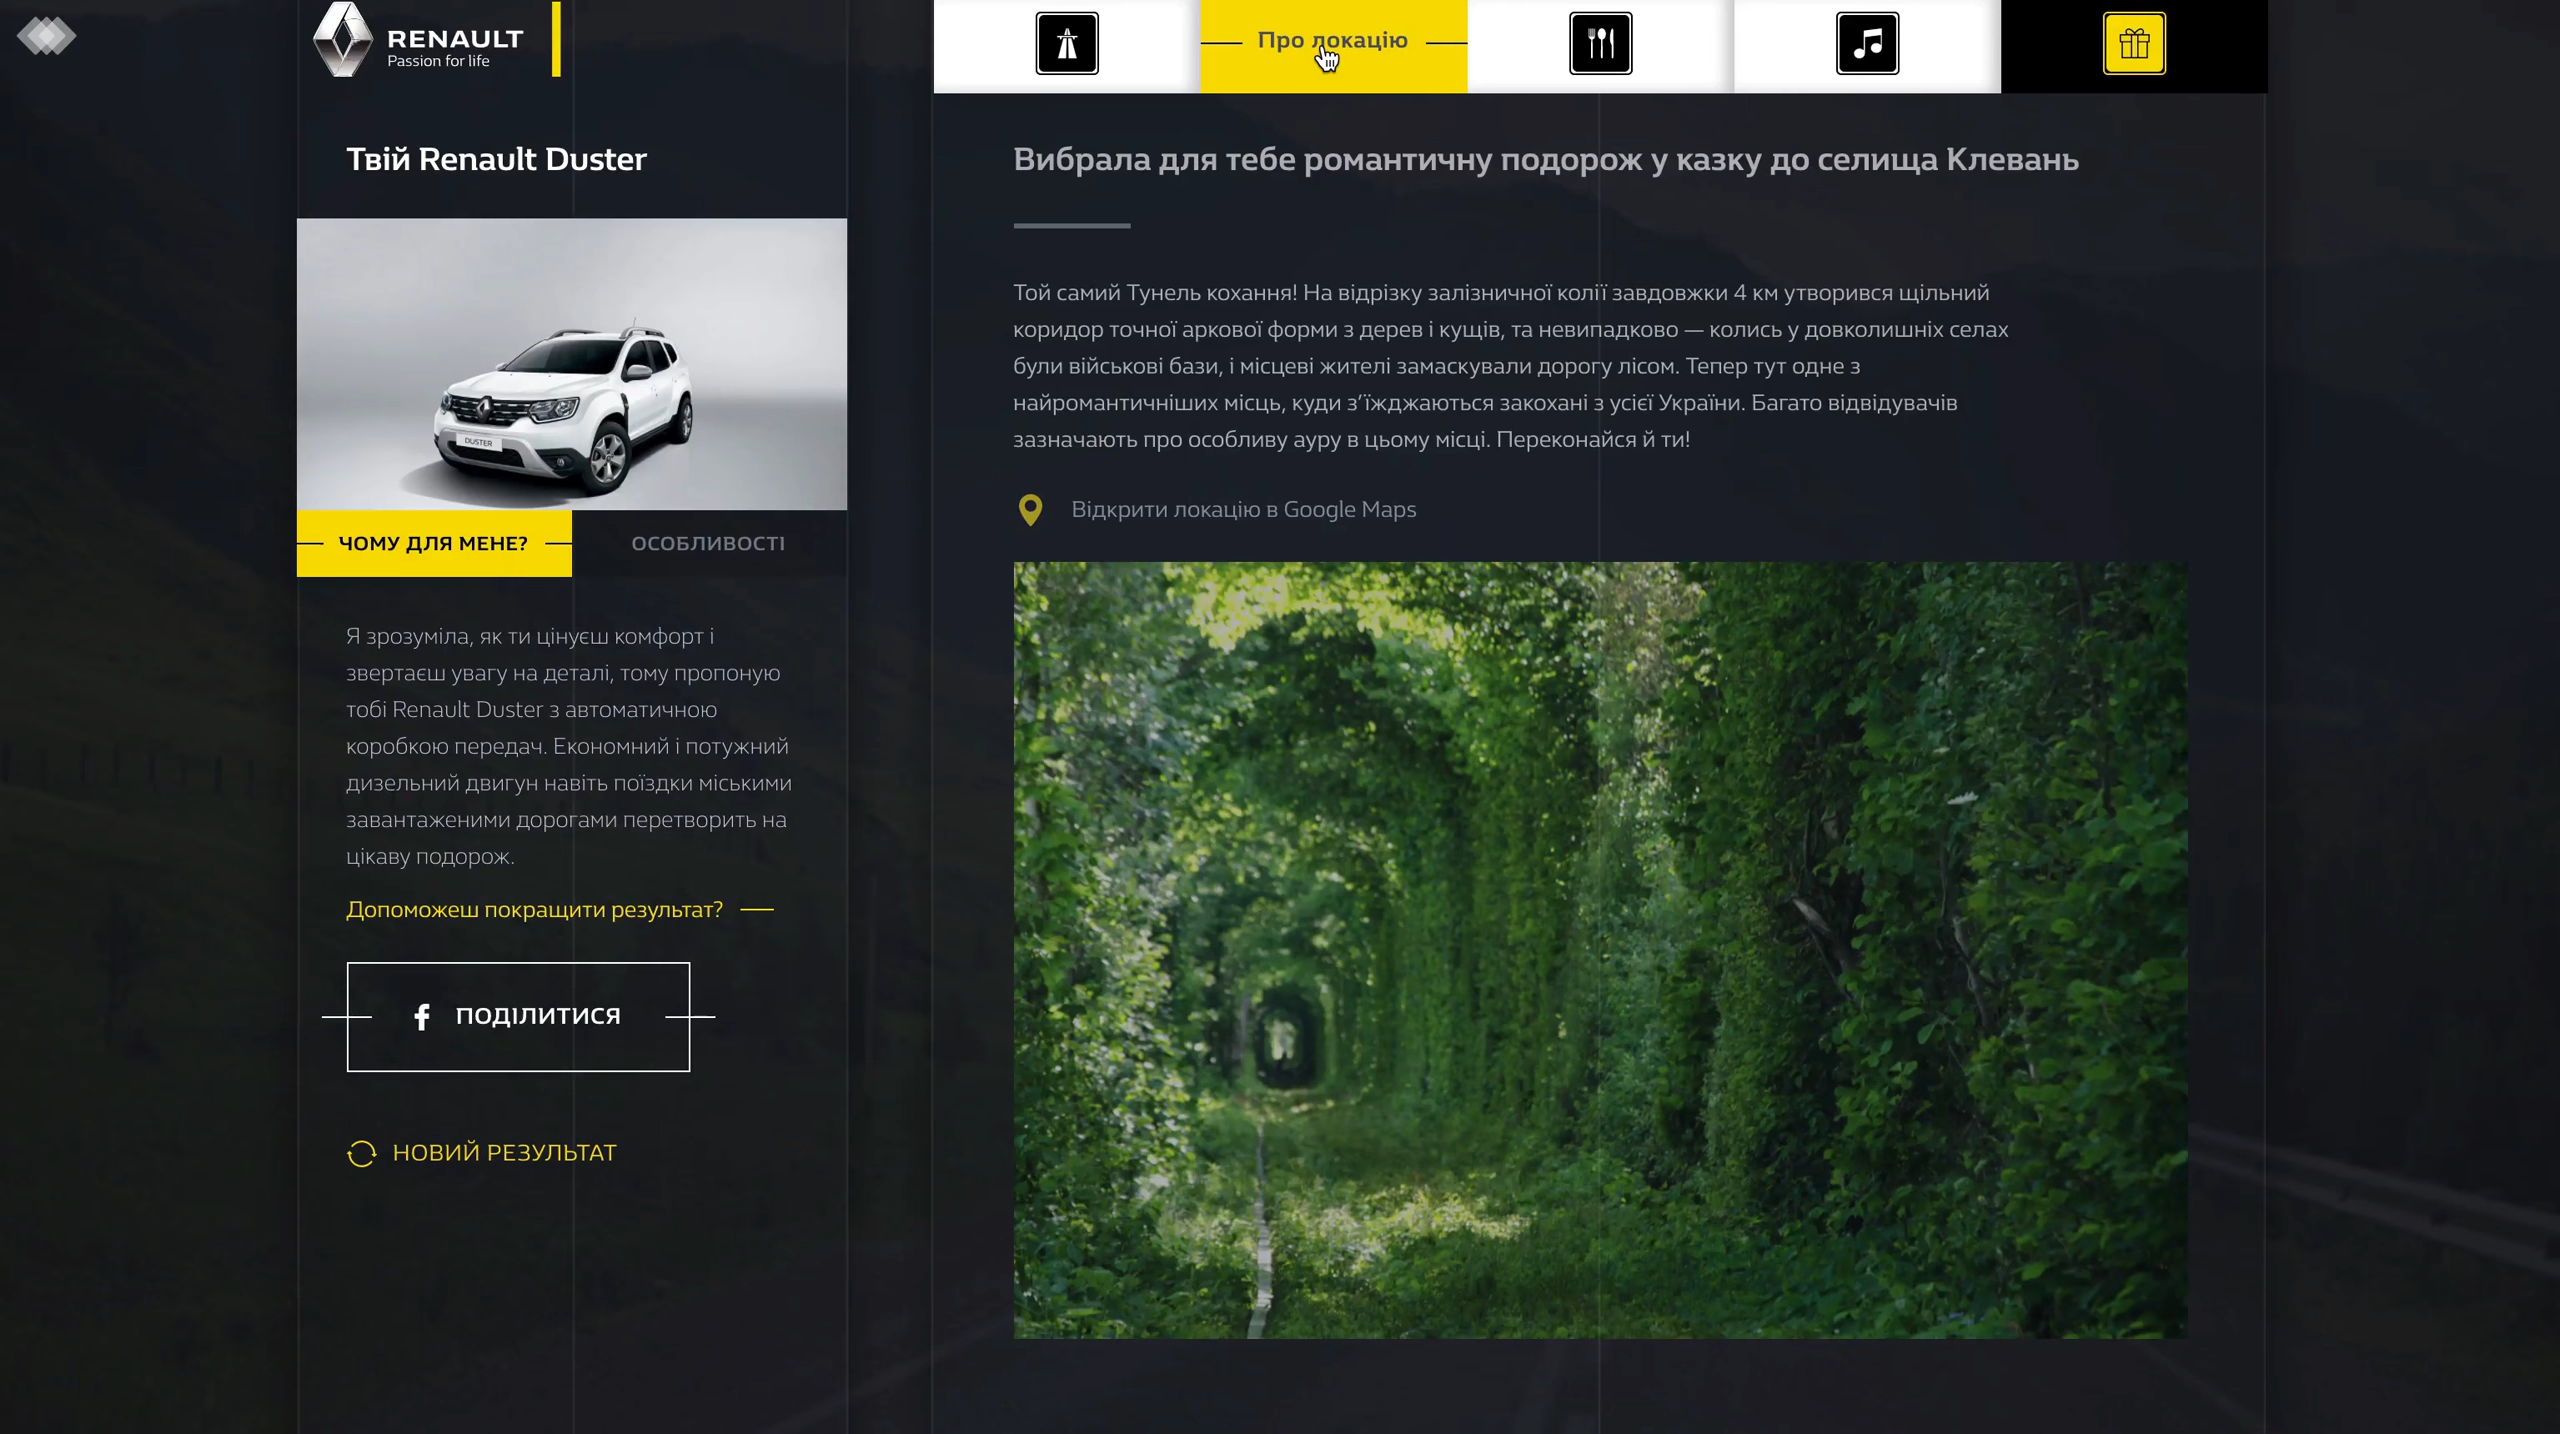 RENAULT
Passion for life
Про локацію
Твій Renault Duster
DUSTER
ЧОМУ ДЛЯ МЕНЕ?
ОСОБЛИВОСТІ
Я зрозуміла, як ти цінуєш комфорт і
звертаєш увагу на деталі, тому пропоную
тобі Renault Duster з автоматичною
коробкою передач. Економний і потужний
дизельний двигун навіть поїздки міськими
завантаженими дорогами перетворить на
цікаву подорож.
Допоможеш покращити результат?
ПОДІЛИТИСЯ
НОВИЙ РЕЗУЛЬТАТ
Вибрала для тебе романтичну подорож у казку до селища Клевань
Той самий Тунель кохання! На відрізку залізничної колії завдовжки 4 км утворився щільний
коридор точної аркової форми з дерев і кущів, та невипадково — колись у довколишніх селах
були військові бази, і місцеві жителі замаскували дорогу лісом. Тепер тут одне з
найромантичніших місць, куди з’їжджаються закохані з усієї України. Багато відвідувачів
зазначають про особливу ауру в цьому місці. Переконайся й ти!
Відкрити локацію в Google Maps